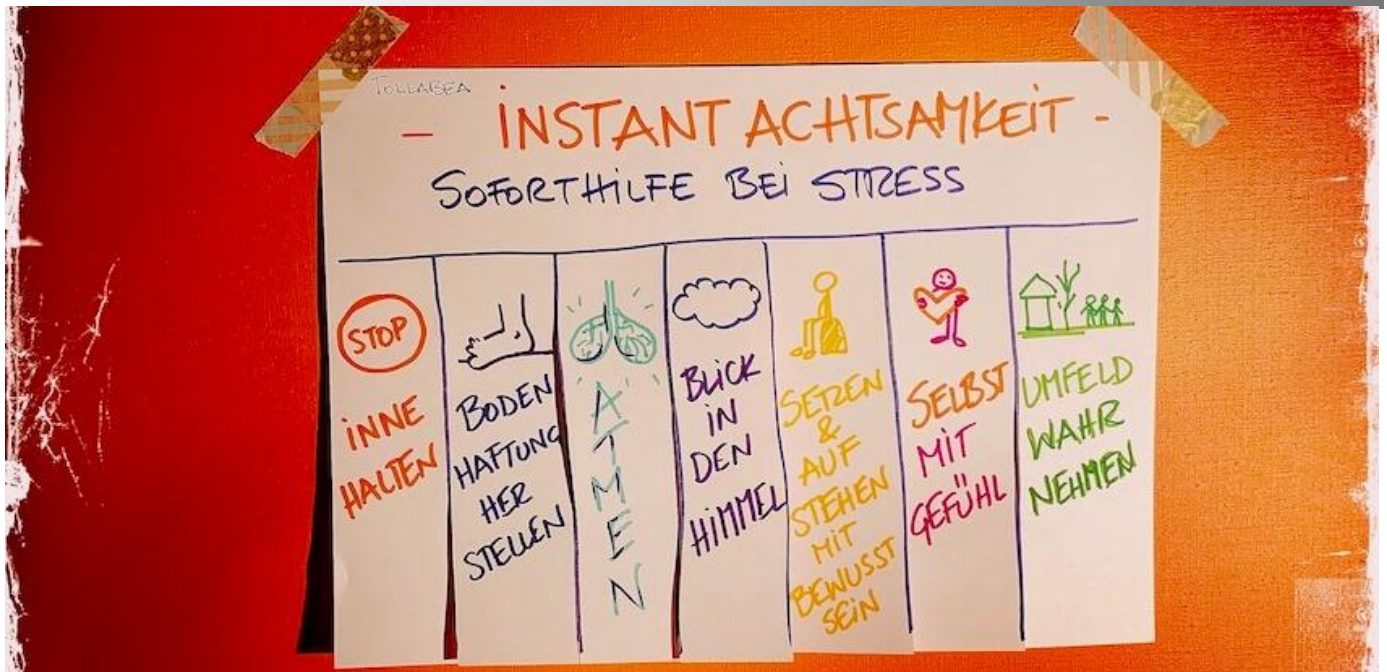 TOLLABEA
- INSTANT ACHTSAMKEIT -
SOFORTHILFE BEI STRESS
STOP
INNE
HALTEN
BODEN
HAFTUNG
HER
STELLEN
ATMEN
BLICK
IN
DEN
HIMMEL
SETZEN
&
AUF
STEHEN
MIT
BEWUSST
SEIN
SELBST
MIT
GEFÜHL
UMFELD
WAHR
NEHMEN